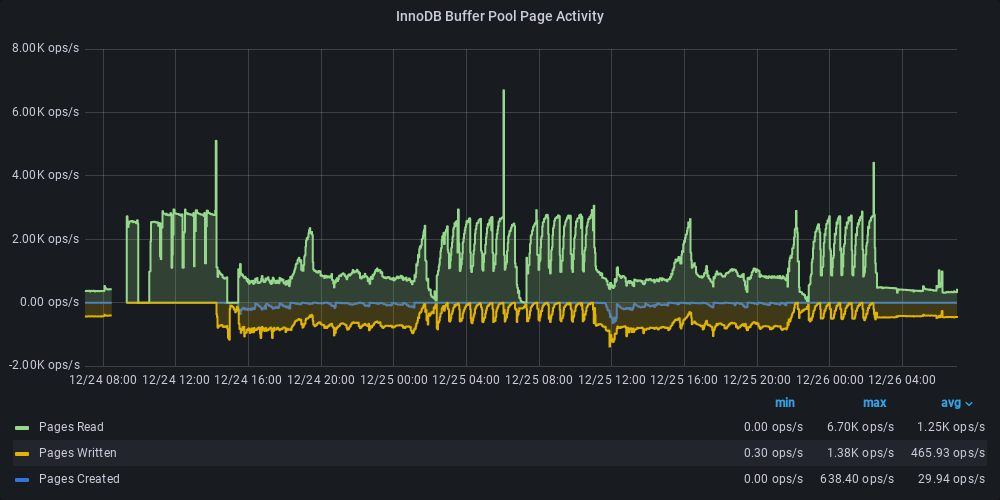 InnoDB Buffer Pool Page Activity
8.00K ops/s
6.00K ops/s
4.00K ops/s
2.00K ops/s
0.00 ops/s
-2.00K ops/s
12/24 08:00 12/24 12:00 12/24 16:00 12/24 20:00 12/25 00:00 12/25 04:00 12/25 08:00 12/25 12:00 12/25 16:00 12/25 20:00 12/26 00:00 12/26 04:00
min max avg
Pages Read 0.00 ops/s 6.70K ops/s 1.25K ops/s
Pages Written 0.30 ops/s 1.38K ops/s 465.93 ops/s
Pages Created 0.00 ops/s 638.40 ops/s 29.94 ops/s